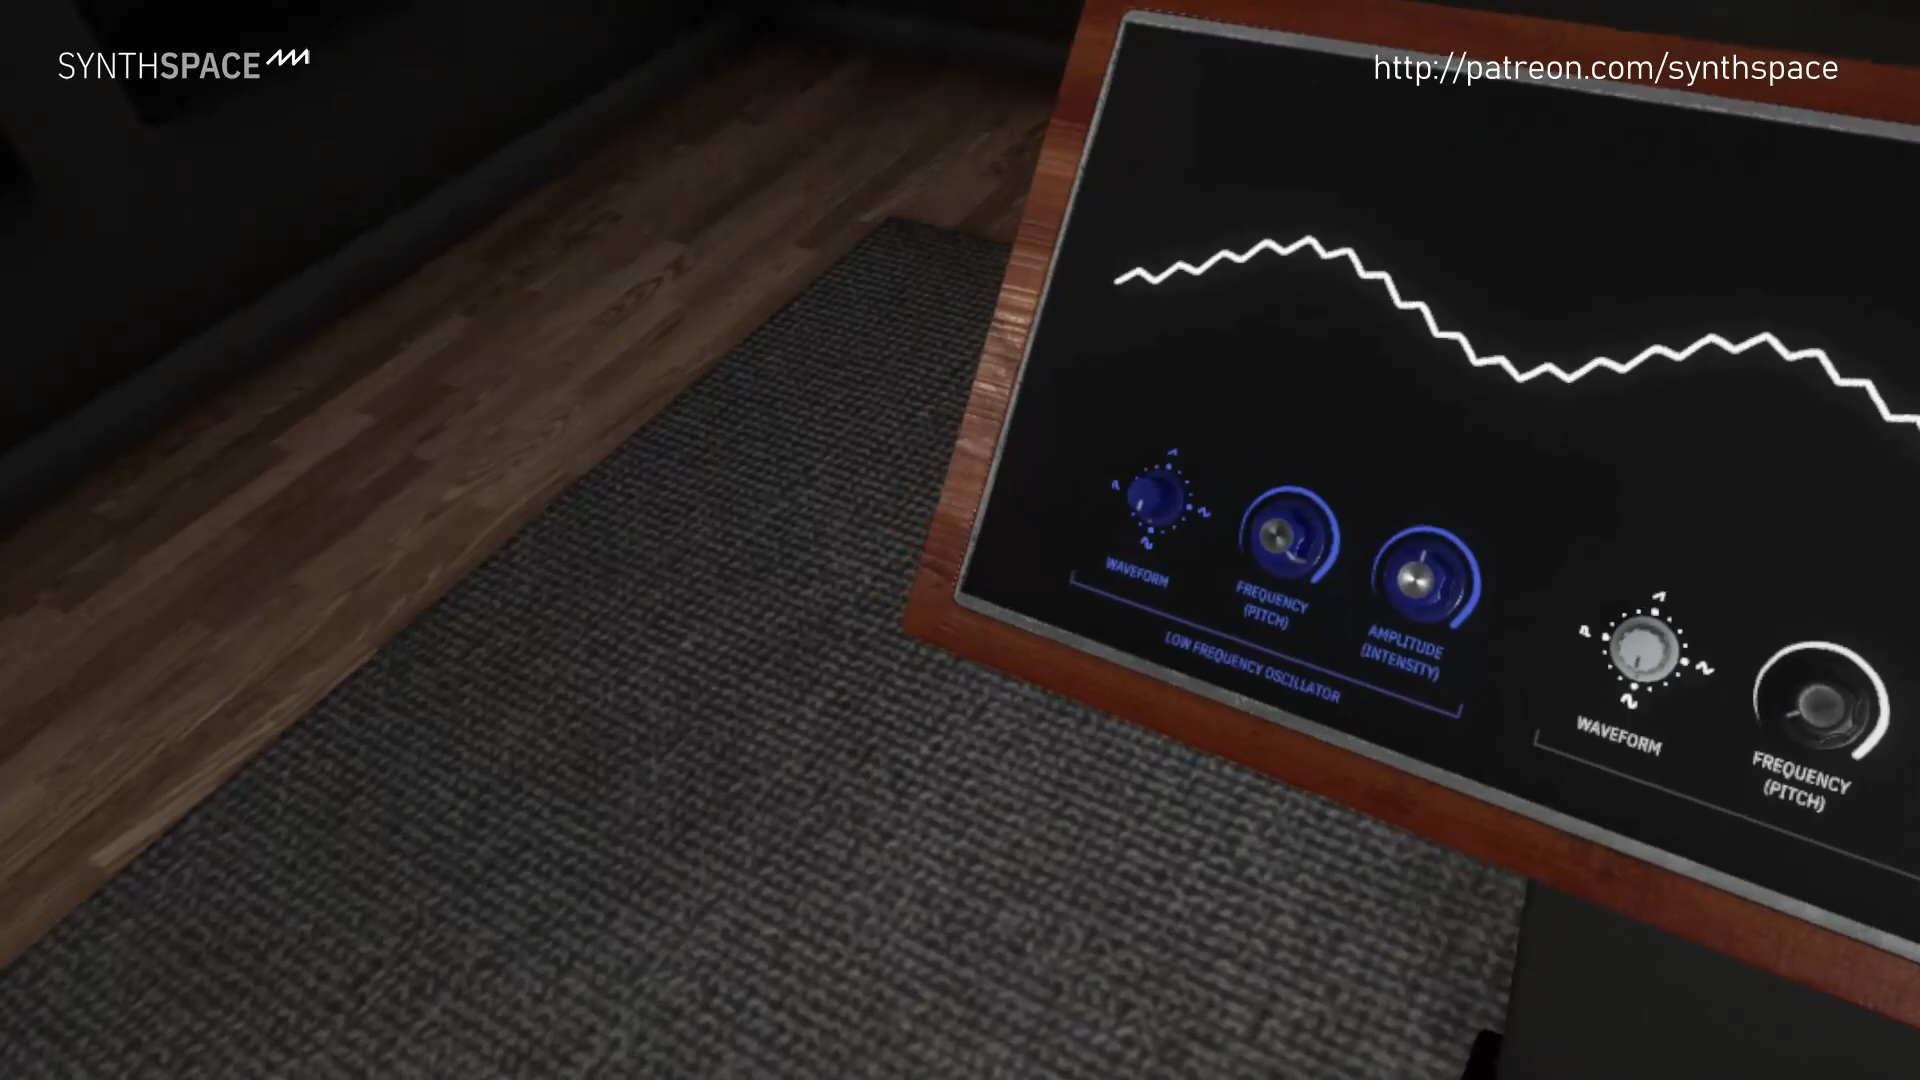 SYNTHSPACE
http://patreon.com/synthspace
WAVEFORM
FREQUENCY
(PITCH)
AMPLITUDE
(INTENSITY)
LOW FREQUENCY OSCILLATOR
WAVEFORM
FREQUENCY
(PITCH)